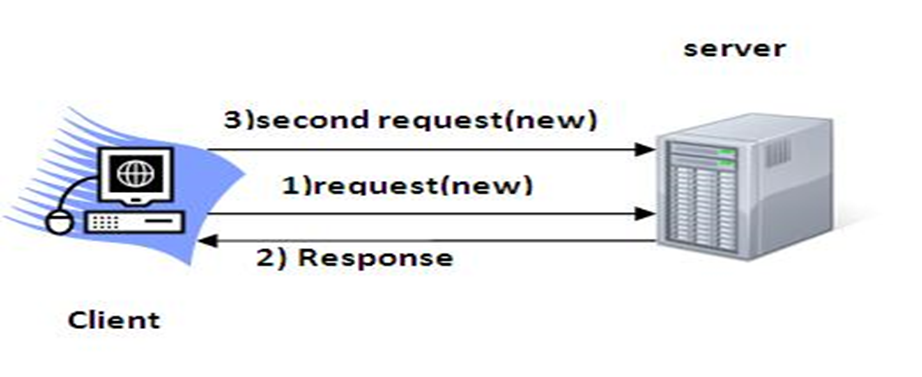 server
3)second request(new)
1)request(new)
2) Response
Client